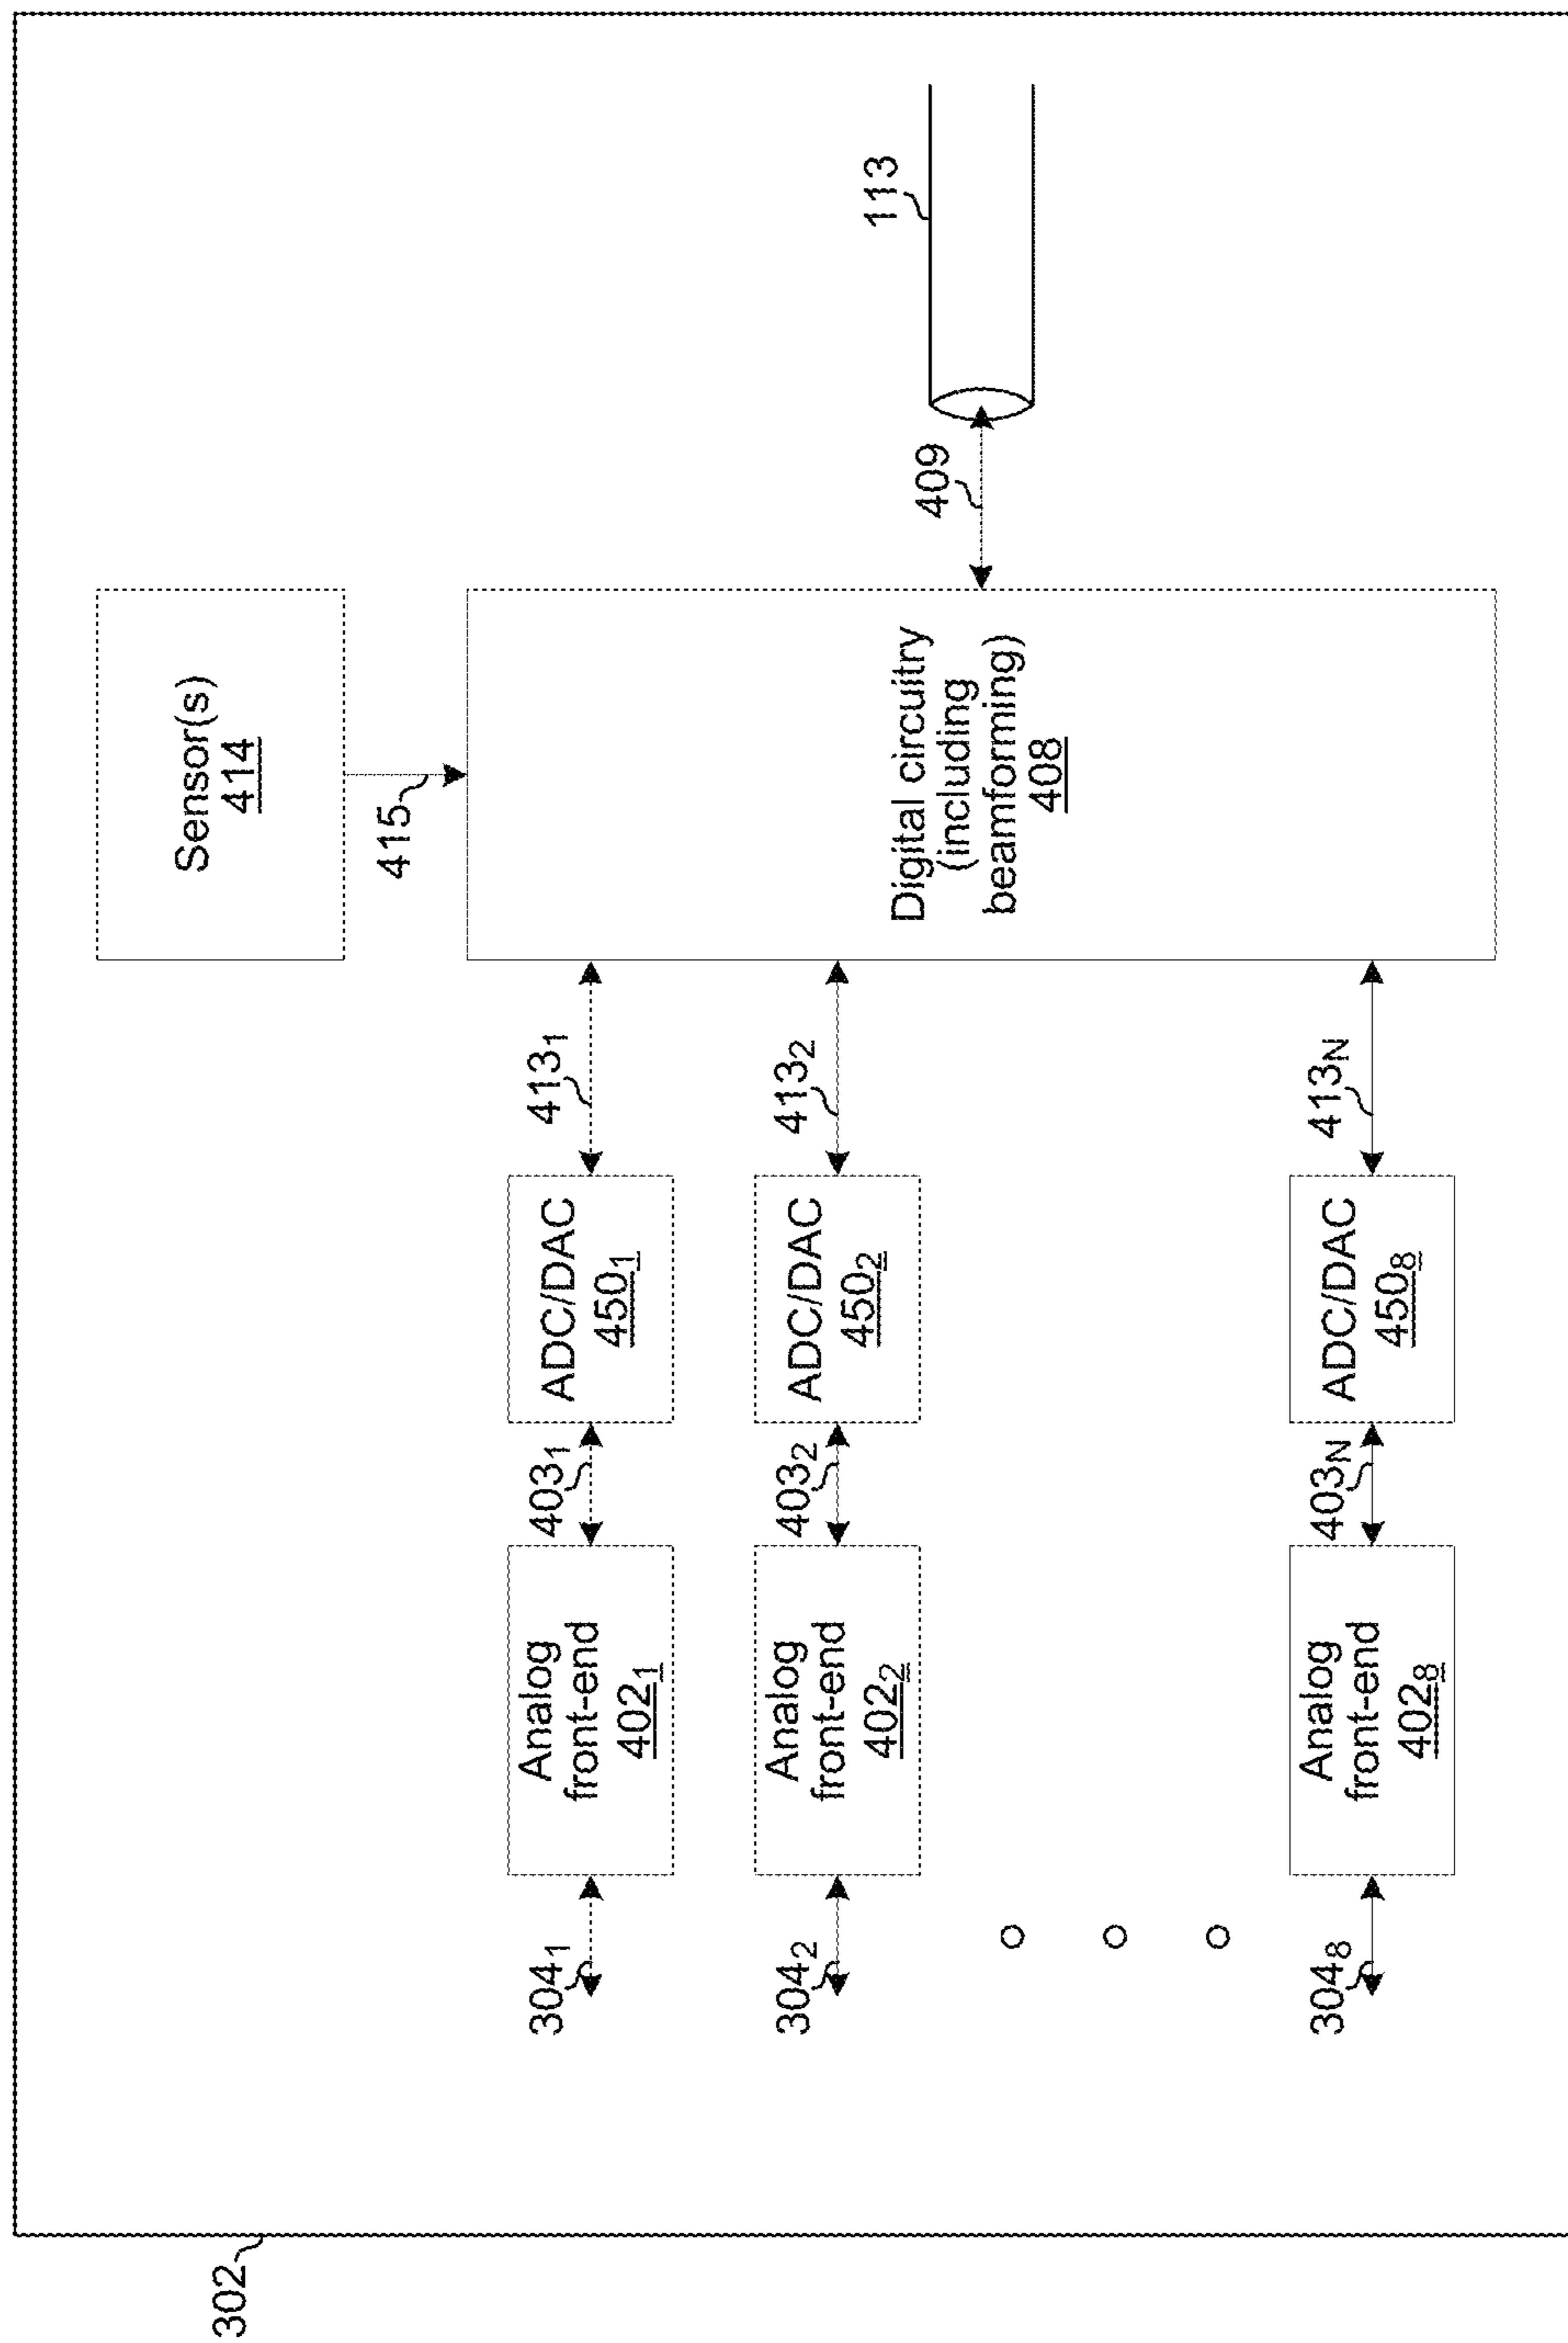 302
Sensor(s)
414
415
304₁
Analog
front-end
402₁
403₁
ADC/DAC
450₁
413₁
304₂
Analog
front-end
402₂
403₂
ADC/DAC
450₂
413₂
304₈
Analog
front-end
402₈
403N
ADC/DAC
450₈
413N
Digital circuitry
(including
beamforming)
408
409
113